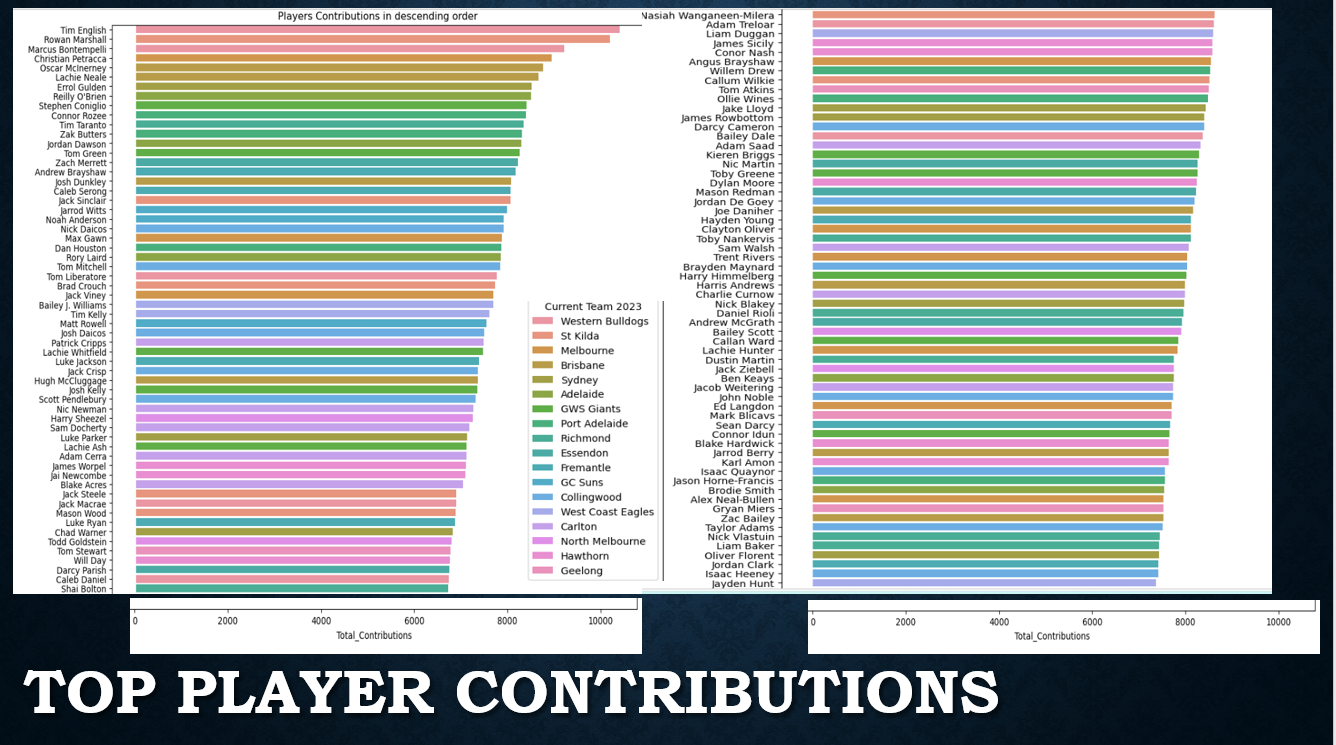 Players Contributions in descending order
Tim English
Rowan Marshall
Marcus Bontempelli
Christian Petracca
Oscar McInerney
Lachie Neale
Errol Gulden
Reilly O'Brien
Stephen Coniglio
Connor Rozee
Tim Taranto
Zak Butters
Jordan Dawson
Tom Green
Zach Merrett
Andrew Brayshaw
Josh Dunkley
Caleb Serong
Jack Sinclair
Jarrod Witts
Noah Anderson
Nick Daicos
Max Gawn
Dan Houston
Rory Laird
Tom Mitchell
Tom Liberatore
Brad Crouch
Jack Viney
Bailey J. Williams
Tim Kelly
Matt Rowell
Josh Daicos
Patrick Cripps
Lachie Whitfield
Luke Jackson
Jack Crisp
Hugh McCluggage
Josh Kelly
Scott Pendlebury
Nic Newman
Harry Sheezel
Sam Docherty
Luke Parker
Lachie Ash
Adam Cerra
James Worpel
Jai Newcombe
Blake Acres
Jack Steele
Jack Macrae
Mason Wood
Luke Ryan
Chad Warner
Todd Goldstein
Tom Stewart
Will Day
Darcy Parish
Caleb Daniel
Shai Bolton
0 2000 4000 6000 8000 10000
Total_Contributions
Current Team 2023
Western Bulldogs
St Kilda
Melbourne
Brisbane
Sydney
Adelaide
GWS Giants
Port Adelaide
Richmond
Essendon
Fremantle
GC Suns
Collingwood
West Coast Eagles
Carlton
North Melbourne
Hawthorn
Geelong
Nasiah Wanganeen-Milera
Adam Treloar
Liam Duggan
James Sicily
Conor Nash
Angus Brayshaw
Willem Drew
Callum Wilkie
Tom Atkins
Ollie Wines
Jake Lloyd
James Rowbottom
Darcy Cameron
Bailey Dale
Adam Saad
Kieren Briggs
Nic Martin
Toby Greene
Dylan Moore
Mason Redman
Jordan De Goey
Joe Daniher
Hayden Young
Clayton Oliver
Toby Nankervis
Sam Walsh
Trent Rivers
Brayden Maynard
Harry Himmelberg
Harris Andrews
Charlie Curnow
Nick Blakey
Daniel Rioli
Andrew McGrath
Bailey Scott
Callan Ward
Lachie Hunter
Dustin Martin
Jack Ziebell
Ben Keays
Jacob Weitering
John Noble
Ed Langdon
Mark Blicavs
Sean Darcy
Connor Idun
Blake Hardwick
Jarrod Berry
Karl Amon
Isaac Quaynor
Jason Horne-Francis
Brodie Smith
Alex Neal-Bullen
Gryan Miers
Zac Bailey
Taylor Adams
Nick Vlastuin
Liam Baker
Oliver Florent
Jordan Clark
Isaac Heeney
Jayden Hunt
0 2000 4000 6000 8000 10000
Total_Contributions
TOP PLAYER CONTRIBUTIONS